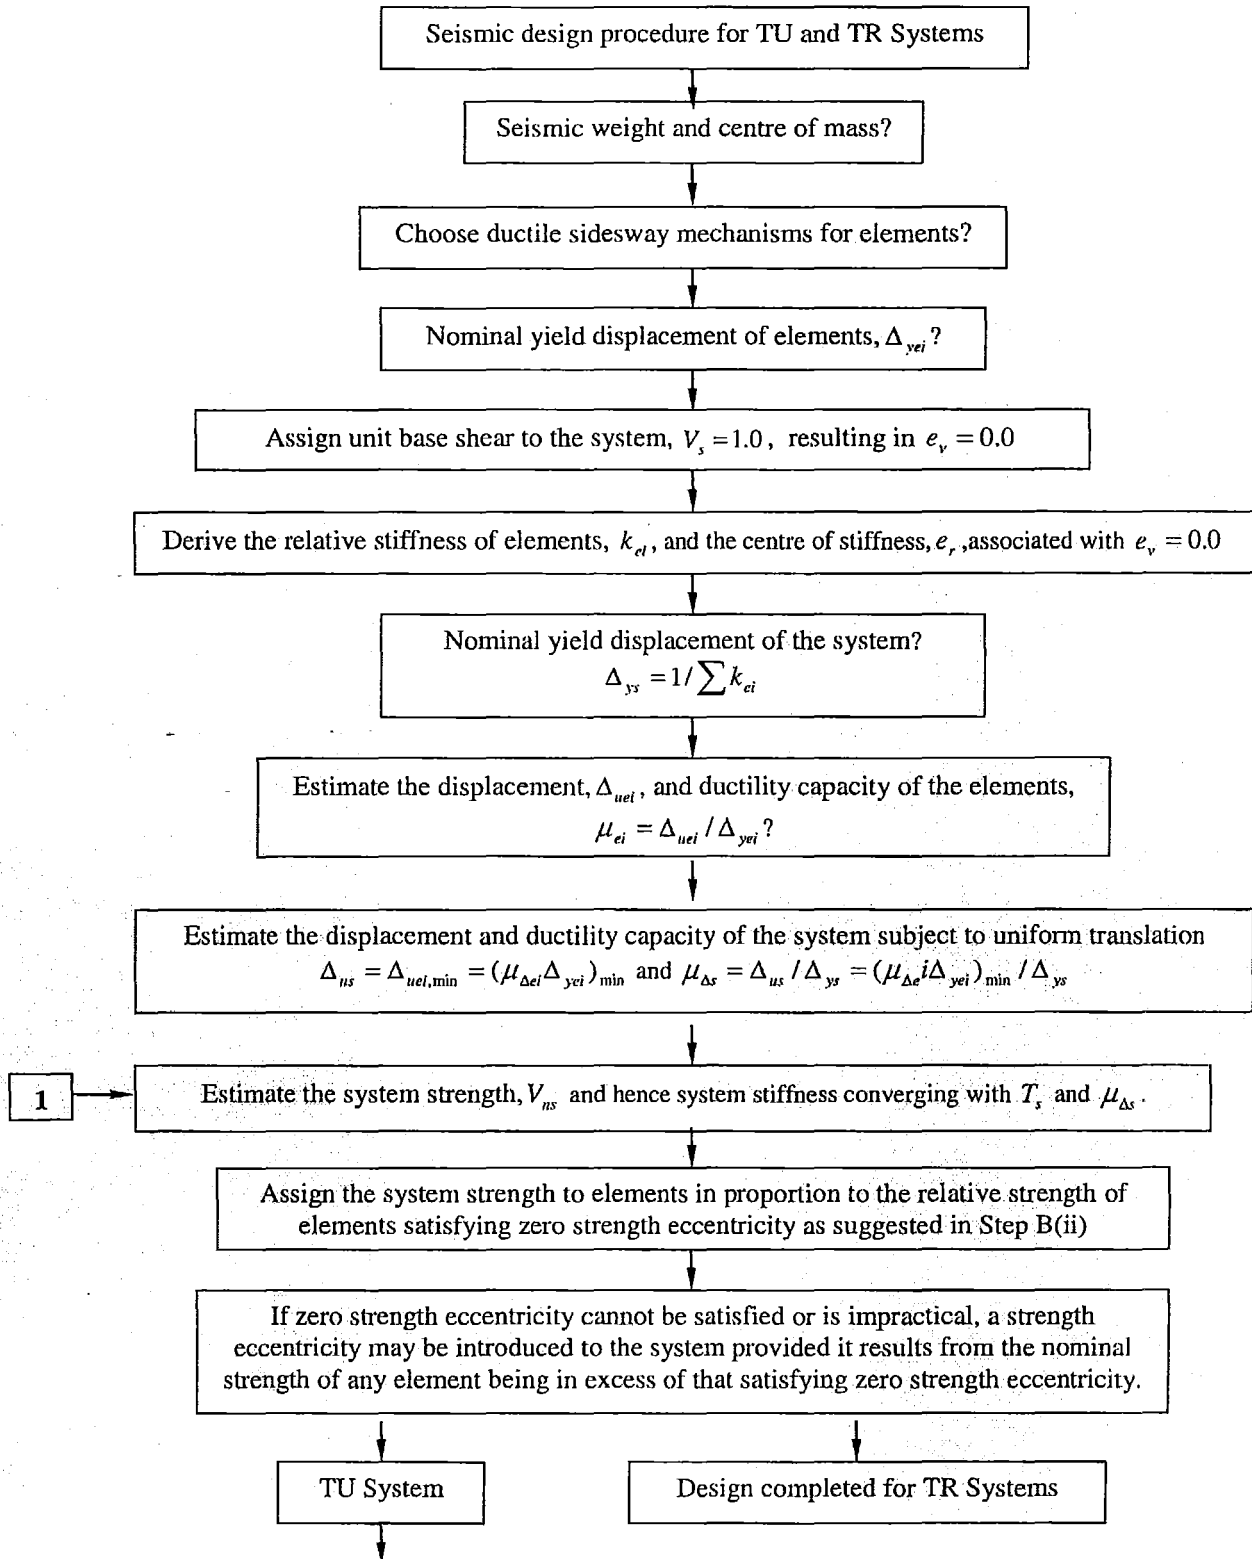 Seismic design procedure for TU and TR Systems
Seismic weight and centre of mass?
Choose ductile sidesway mechanisms for elements?
Nominal yield displacement of elements, Δ_yei ?
Assign unit base shear to the system, V_s = 1.0 , resulting in e_v = 0.0
Derive the relative stiffness of elements, k_ei , and the centre of stiffness, e_r ,associated with e_v = 0.0
Nominal yield displacement of the system?
Δ_ys = 1/∑k_ei
Estimate the displacement, Δ_uei , and ductility capacity of the elements,
μ_ei = Δ_uei / Δ_yei ?
Estimate the displacement and ductility capacity of the system subject to uniform translation
Δ_us = Δ_uei,min = (μ_Δei Δ_yei)_min and μ_Δs = Δ_us / Δ_ys = (μ_Δe i Δ_yei)_min / Δ_ys
1
Estimate the system strength, V_ns and hence system stiffness converging with T_s and μ_Δs .
Assign the system strength to elements in proportion to the relative strength of
elements satisfying zero strength eccentricity as suggested in Step B(ii)
If zero strength eccentricity cannot be satisfied or is impractical, a strength
eccentricity may be introduced to the system provided it results from the nominal
strength of any element being in excess of that satisfying zero strength eccentricity.
TU System
Design completed for TR Systems